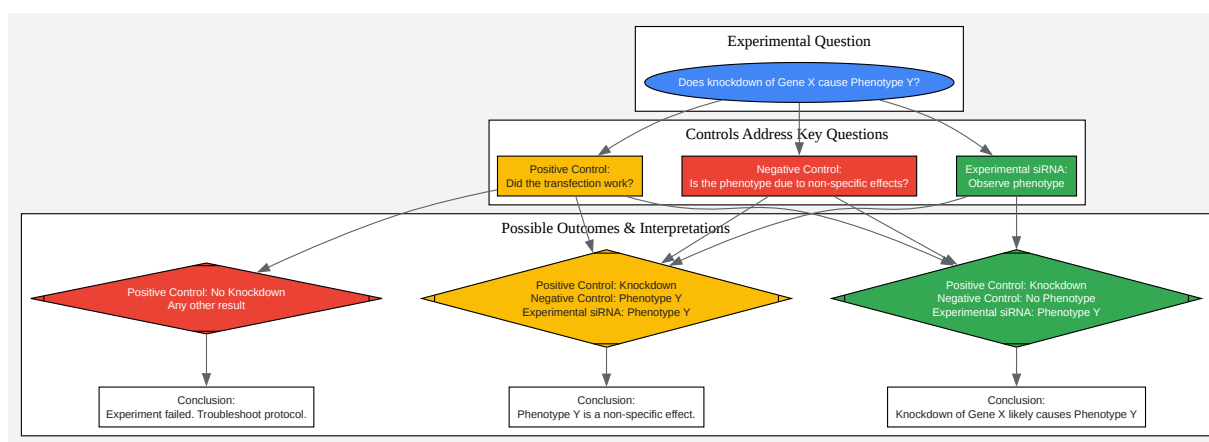 Experimental Question
Does knockdown of Gene X cause Phenotype Y?
Controls Address Key Questions
Positive Control:
Did the transfection work?
Negative Control:
Is the phenotype due to non-specific effects?
Experimental siRNA:
Observe phenotype
Possible Outcomes & Interpretations
Positive Control: No Knockdown
Any other result
Positive Control: Knockdown
Negative Control: Phenotype Y
Experimental siRNA: Phenotype Y
Positive Control: Knockdown
Negative Control: No Phenotype
Experimental siRNA: Phenotype Y
Conclusion:
Experiment failed. Troubleshoot protocol.
Conclusion:
Phenotype Y is a non-specific effect.
Conclusion:
Knockdown of Gene X likely causes Phenotype Y